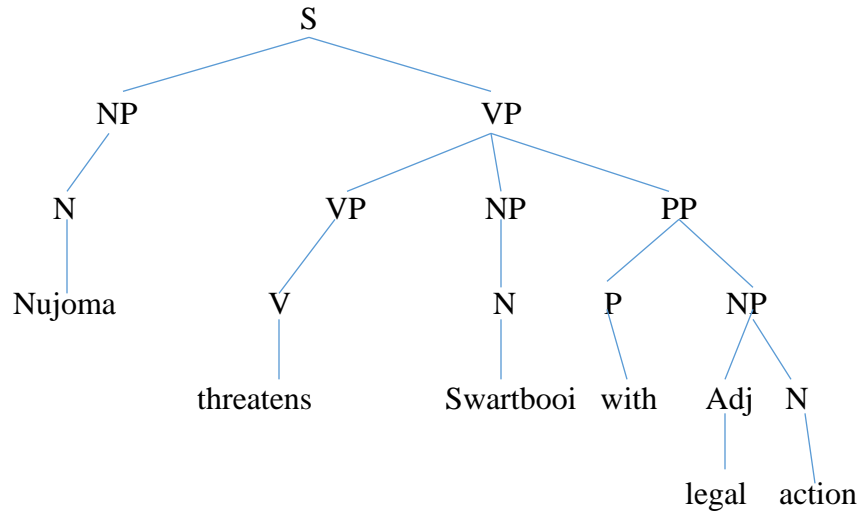 S
NP VP
N VP NP PP
Nujoma V N P NP
threatens Swartbooi with Adj N
legal action